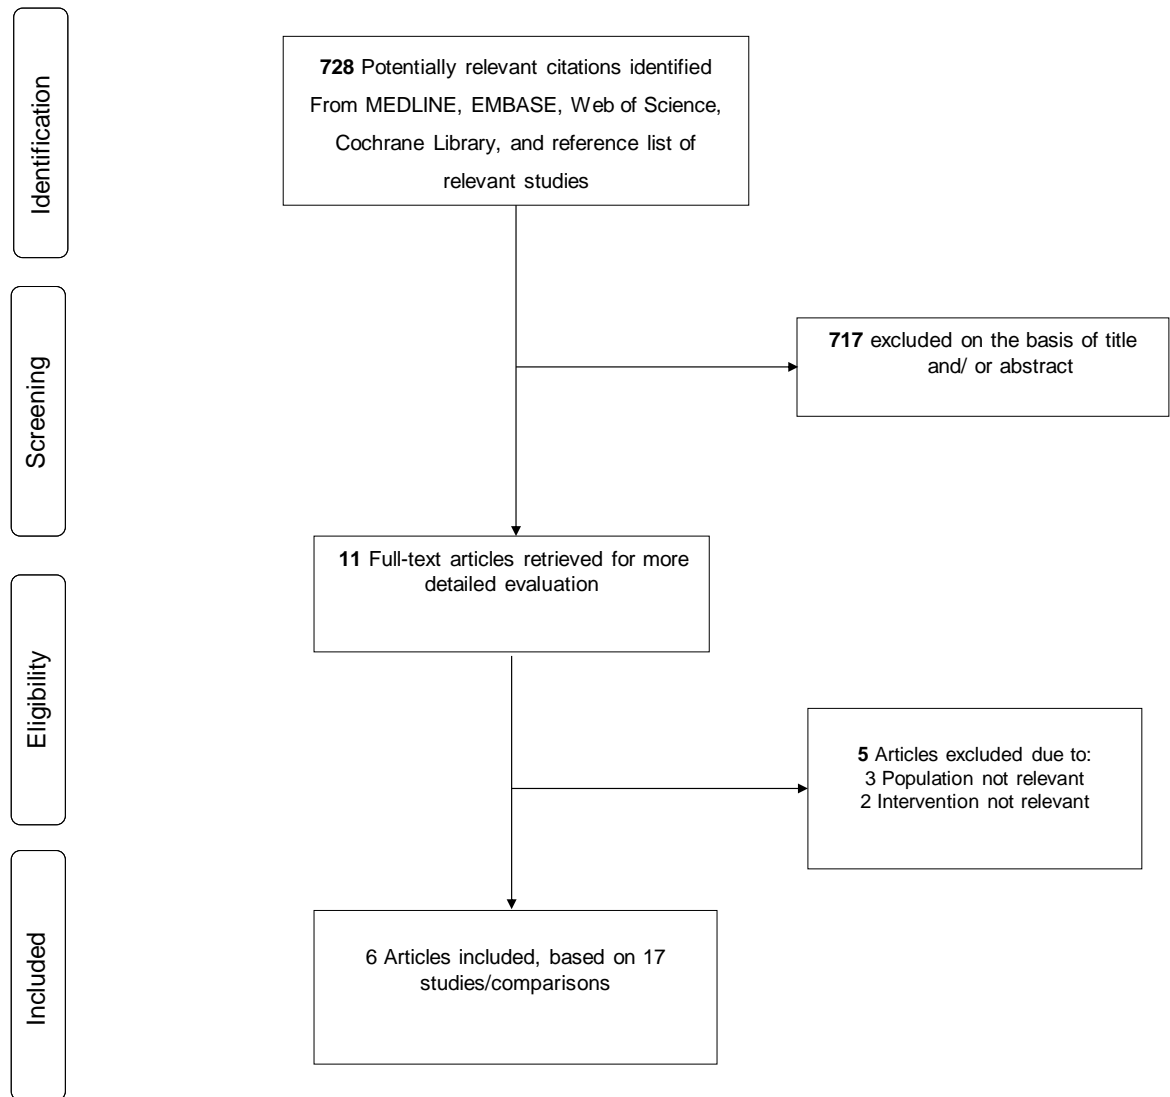 Identification
728 Potentially relevant citations identified
From MEDLINE, EMBASE, Web of Science,
Cochrane Library, and reference list of
relevant studies
Screening
717 excluded on the basis of title
and/ or abstract
11 Full-text articles retrieved for more
detailed evaluation
Eligibility
5 Articles excluded due to:
3 Population not relevant
2 Intervention not relevant
Included
6 Articles included, based on 17
studies/comparisons